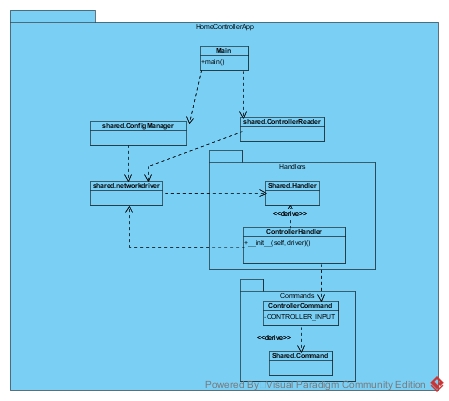 HomeControllerApp
Main
+main()
shared.ConfigManager
shared.ControllerReader
Handlers
shared.networkdriver
Shared.Handler
<<derive>>
ControllerHandler
+__init__(self,driver)()
Commands
ControllerCommand
-CONTROLLER_INPUT
<<derive>>
Shared.Command
Powered By Visual Paradigm Community Edition